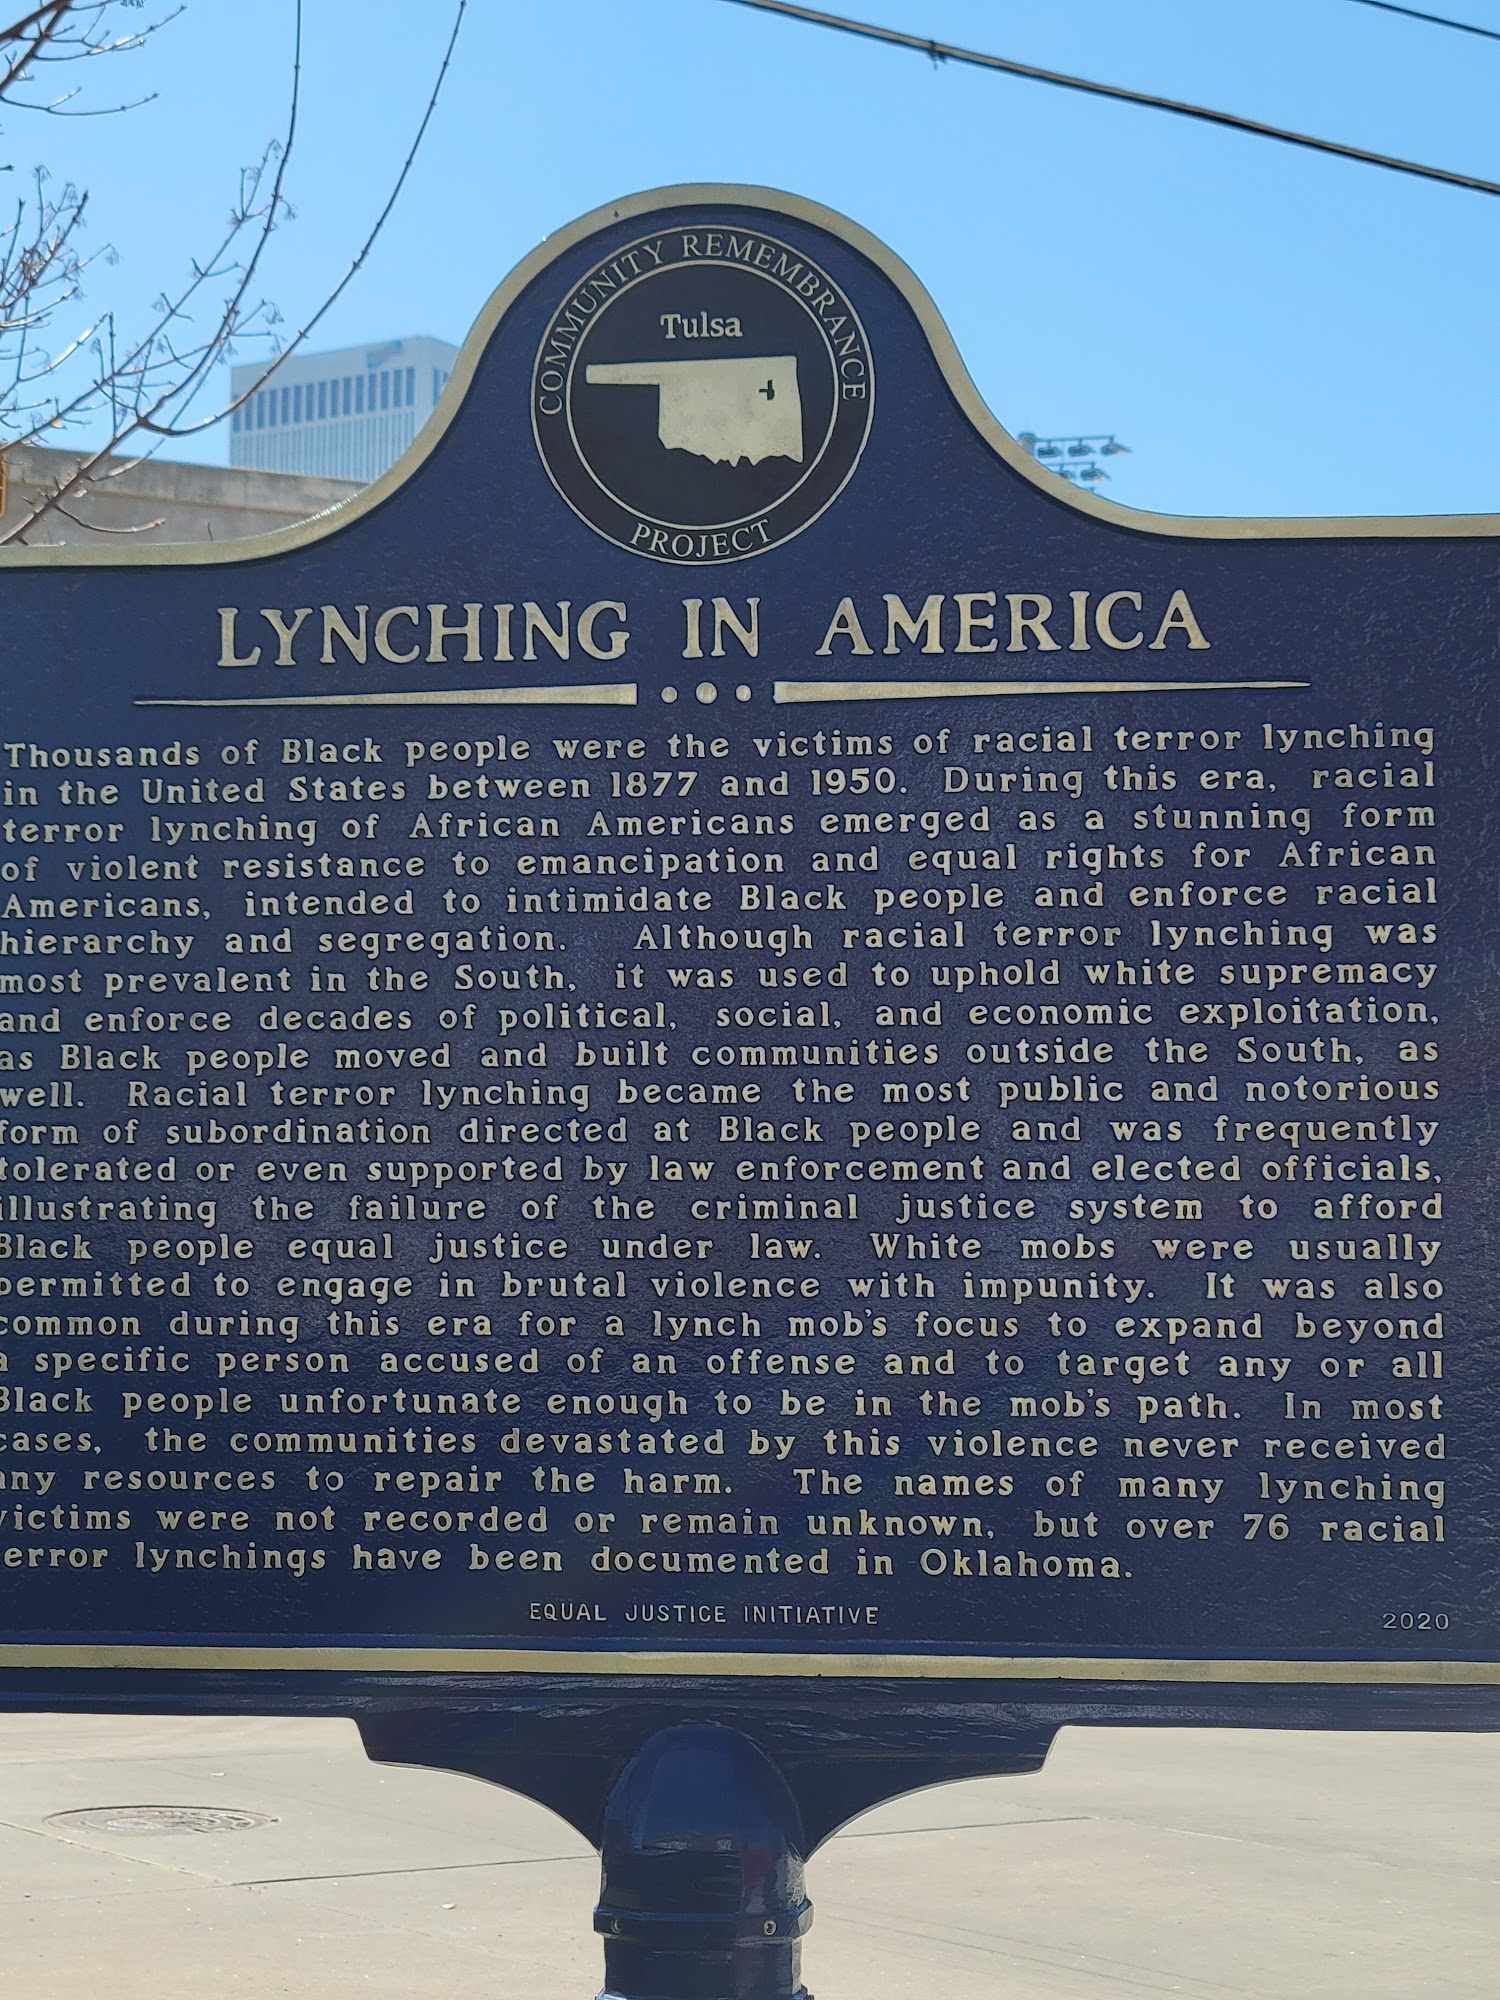 COMMUNITY REMEMBRANCE
Tulsa
PROJECT
LYNCHING IN AMERICA
Thousands of Black people were the victims of racial terror lynching
in the United States between 1877 and 1950. During this era, racial
terror lynching of African Americans emerged as a stunning form
of violent resistance to emancipation and equal rights for African
Americans, intended to intimidate Black people and enforce racial
hierarchy and segregation. Although racial terror lynching was
most prevalent in the South, it was used to uphold white supremacy
and enforce decades of political, social, and economic exploitation,
as Black people moved and built communities outside the South, as
well. Racial terror lynching became the most public and notorious
form of subordination directed at Black people and was frequently
tolerated or even supported by law enforcement and elected officials,
illustrating the failure of the criminal justice system to afford
Black people equal justice under law. White mobs were usually
permitted to engage in brutal violence with impunity. It was also
common during this era for a lynch mob's focus to expand beyond
a specific person accused of an offense and to target any or all
Black people unfortunate enough to be in the mob's path. In most
cases, the communities devastated by this violence never received
any resources to repair the harm. The names of many lynching
victims were not recorded or remain unknown, but over 76 racial
error lynchings have been documented in Oklahoma.
EQUAL JUSTICE INITIATIVE
2020